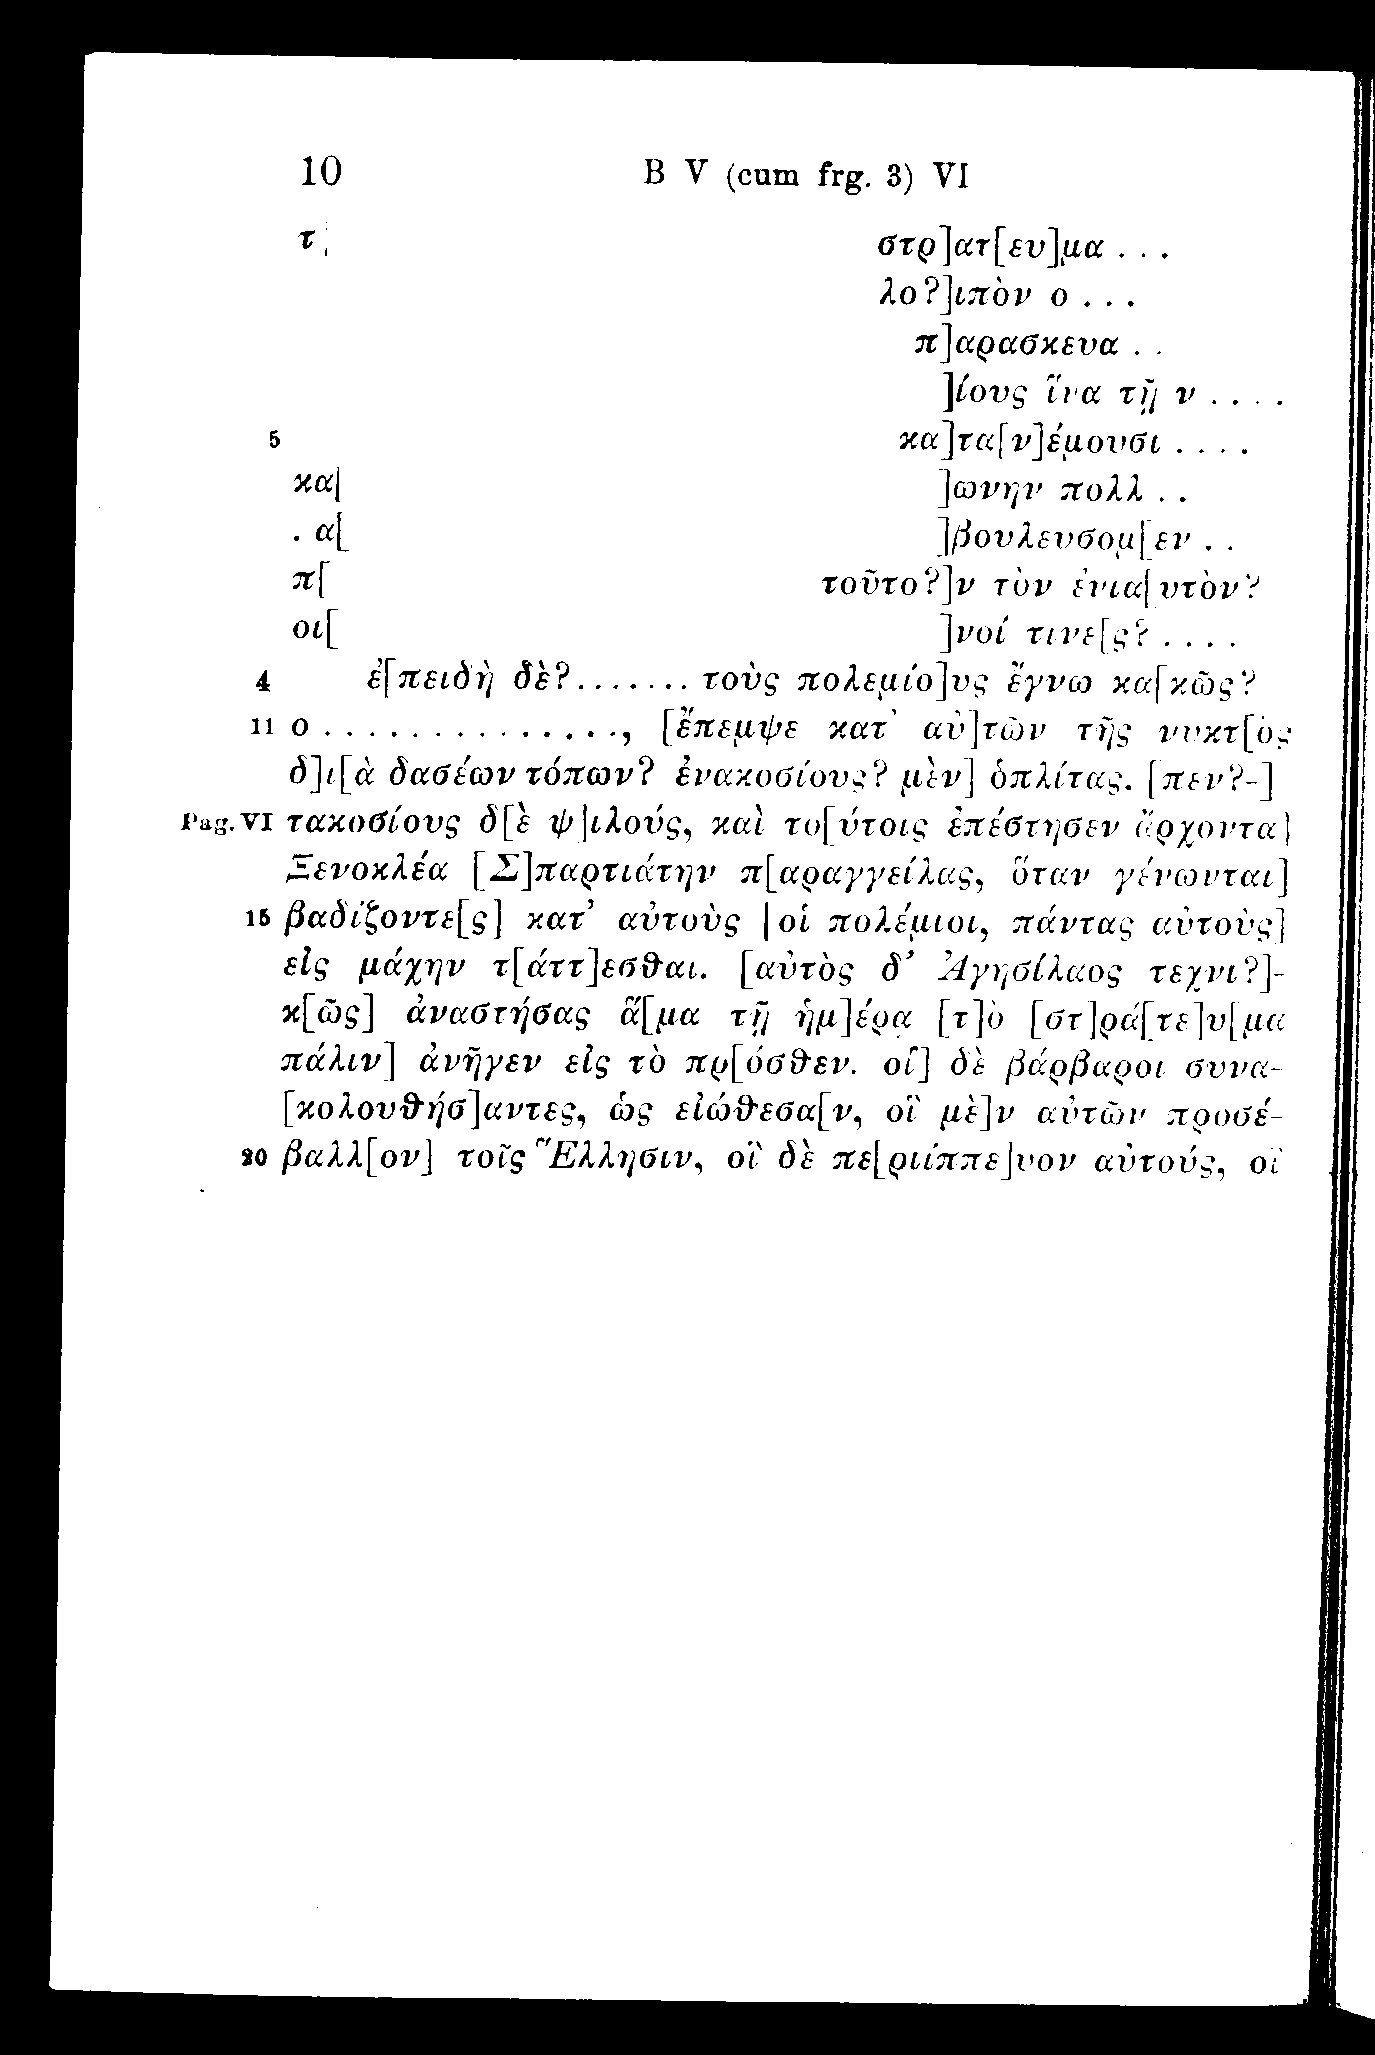 10 B V (cum frg. 3) VI
τ[ στρ]ατ[ευ]μα . . .
λο?]ιπὸν ο . . .
π]αρασκευα . .
]ίους ἵνα τῇ ν . . . .
5 κα]τα[ν]έμουσι . . . .
κα[ ]ωνην πολλ . .
. α[ ]βουλευσομ[εν . .
π[ τοῦτο?]ν τὸν ἐνια[υτὸν?
οι[ ]νοί τινε[ς? . . . .
4 ἐ[πειδὴ δὲ? . . . . . . . τοὺς πολεμίο]υς ἔγνω κα[κῶς?
11 ο . . . . . . . . . . . . . . ., [ἔπεμψε κατ' αὐ]τῶν τῆς νυκτ[ὸς
δ]ι[ὰ δασέων τόπων? ἐνακοσίους? μὲν] ὁπλίτας. [πεν?-]
Pag. VI τακοσίους δ[ὲ ψ]ιλούς, καὶ το[ύτοις ἐπέστησεν ἄρχοντα]
Ξενοκλέα [Σ]παρτιάτην π[αραγγείλας, ὅταν γένωνται]
15 βαδίζοντε[ς] κατ' αὐτοὺς [οἱ πολέμιοι, πάντας αὐτοὺς]
εἰς μάχην τ[άττ]εσθαι. [αὐτὸς δ' Ἀγησίλαος τεχνι?]-
κ[ῶς] ἀναστήσας ἅ[μα τῇ ἡμ]έρα [τ]ὸ [στ]ρά[τε]υ[μα
πάλιν] ἀνῆγεν εἰς τὸ πρ[όσθεν. οἱ] δὲ βάρβαροι συνα-
[κολουθήσ]αντες, ὡς εἰώθεσα[ν, οἳ μὲ]ν αὐτῶν προσέ-
20 βαλλ[ον] τοῖς Ἕλλησιν, οἳ δὲ πε[ριίππε]υον αὐτούς, οἳ